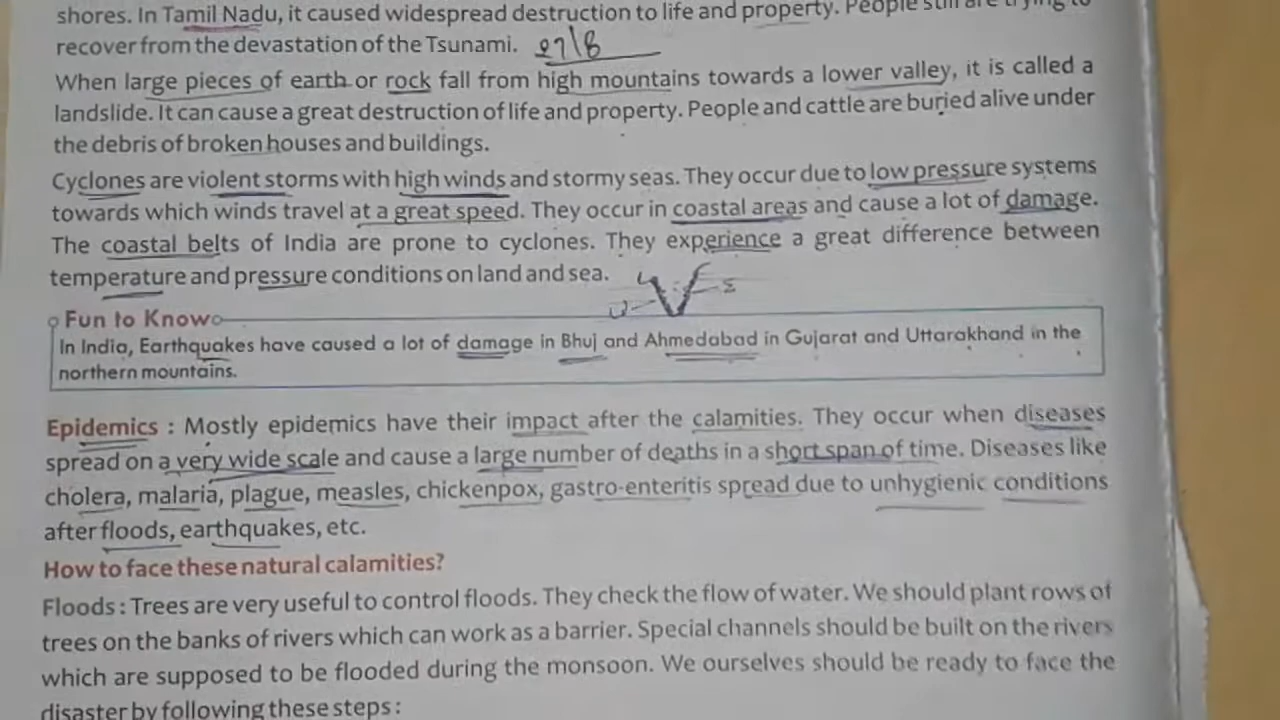 shores. In Tamil Nadu, it caused widespread destruction to life and property. People still are trying to
recover from the devastation of the Tsunami. 27/8
When large pieces of earth or rock fall from high mountains towards a lower valley, it is called a
landslide. It can cause a great destruction of life and property. People and cattle are buried alive under
the debris of broken houses and buildings.
Cyclones are violent storms with high winds and stormy seas. They occur due to low pressure systems
towards which winds travel at a great speed. They occur in coastal areas and cause a lot of damage.
The coastal belts of India are prone to cyclones. They experience a great difference between
temperature and pressure conditions on land and sea.
Fun to Know
In India, Earthquakes have caused a lot of damage in Bhuj and Ahmedabad in Gujarat and Uttarakhand in the
northern mountains.
Epidemics : Mostly epidemics have their impact after the calamities. They occur when diseases
spread on a very wide scale and cause a large number of deaths in a short span of time. Diseases like
cholera, malaria, plague, measles, chickenpox, gastro-enteritis spread due to unhygienic conditions
after floods, earthquakes, etc.
How to face these natural calamities?
Floods : Trees are very useful to control floods. They check the flow of water. We should plant rows of
trees on the banks of rivers which can work as a barrier. Special channels should be built on the rivers
which are supposed to be flooded during the monsoon. We ourselves should be ready to face the
disaster by following these steps :